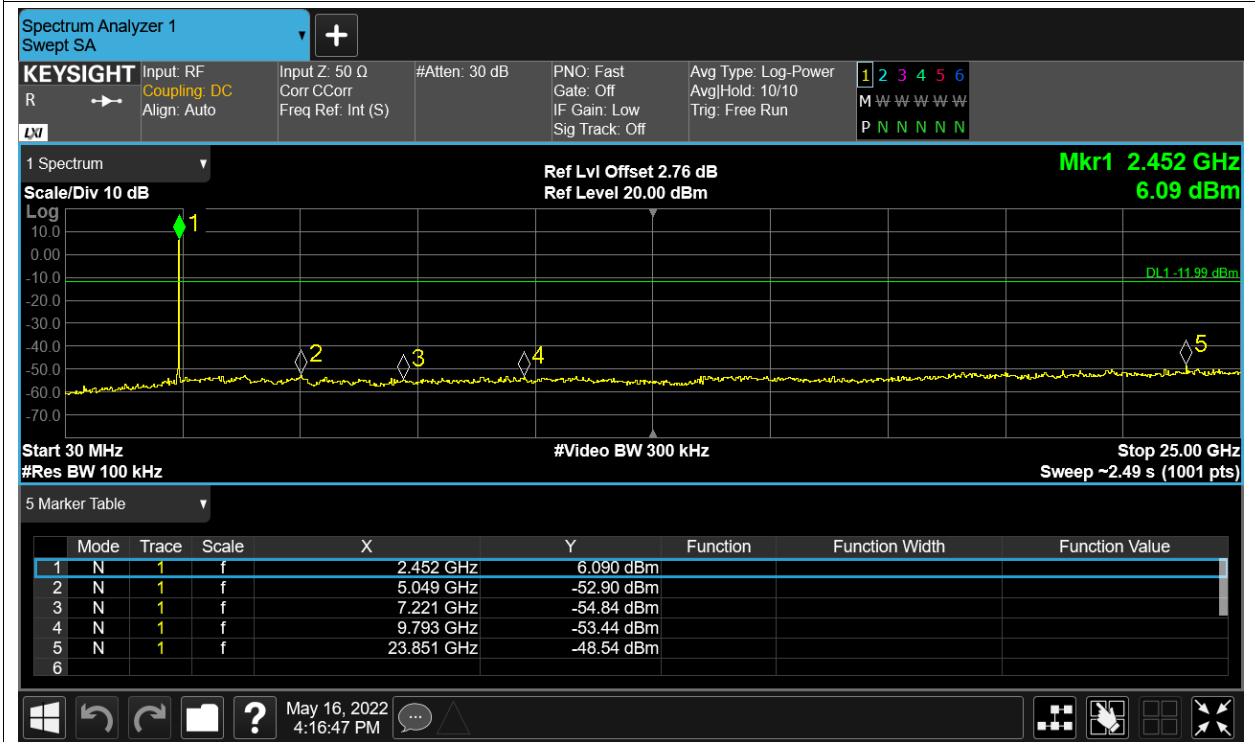 Spectrum Analyzer 1
Swept SA
+
KEYSIGHT Input: RF Input Z: 50 Ω #Atten: 30 dB PNO: Fast Avg Type: Log-Power 1 2 3 4 5 6
R Coupling: DC Corr CCorr Gate: Off Avg|Hold: 10/10 M W W W W W
Align: Auto Freq Ref: Int (S) IF Gain: Low Trig: Free Run
LXI Sig Track: Off P N N N N N
1 Spectrum Ref Lvl Offset 2.76 dB Mkr1 2.452 GHz
Scale/Div 10 dB Ref Level 20.00 dBm 6.09 dBm
Log
1
10.0
0.00
-10.0 DL1 -11.99 dBm
-20.0
-30.0
-40.0 2 3 4 5
-50.0
-60.0
-70.0
Start 30 MHz #Video BW 300 kHz Stop 25.00 GHz
#Res BW 100 kHz Sweep ~2.49 s (1001 pts)
5 Marker Table
Mode Trace Scale X Y Function Function Width Function Value
1 N 1 f 2.452 GHz 6.090 dBm
2 N 1 f 5.049 GHz -52.90 dBm
3 N 1 f 7.221 GHz -54.84 dBm
4 N 1 f 9.793 GHz -53.44 dBm
5 N 1 f 23.851 GHz -48.54 dBm
6
? May 16, 2022
4:16:47 PM